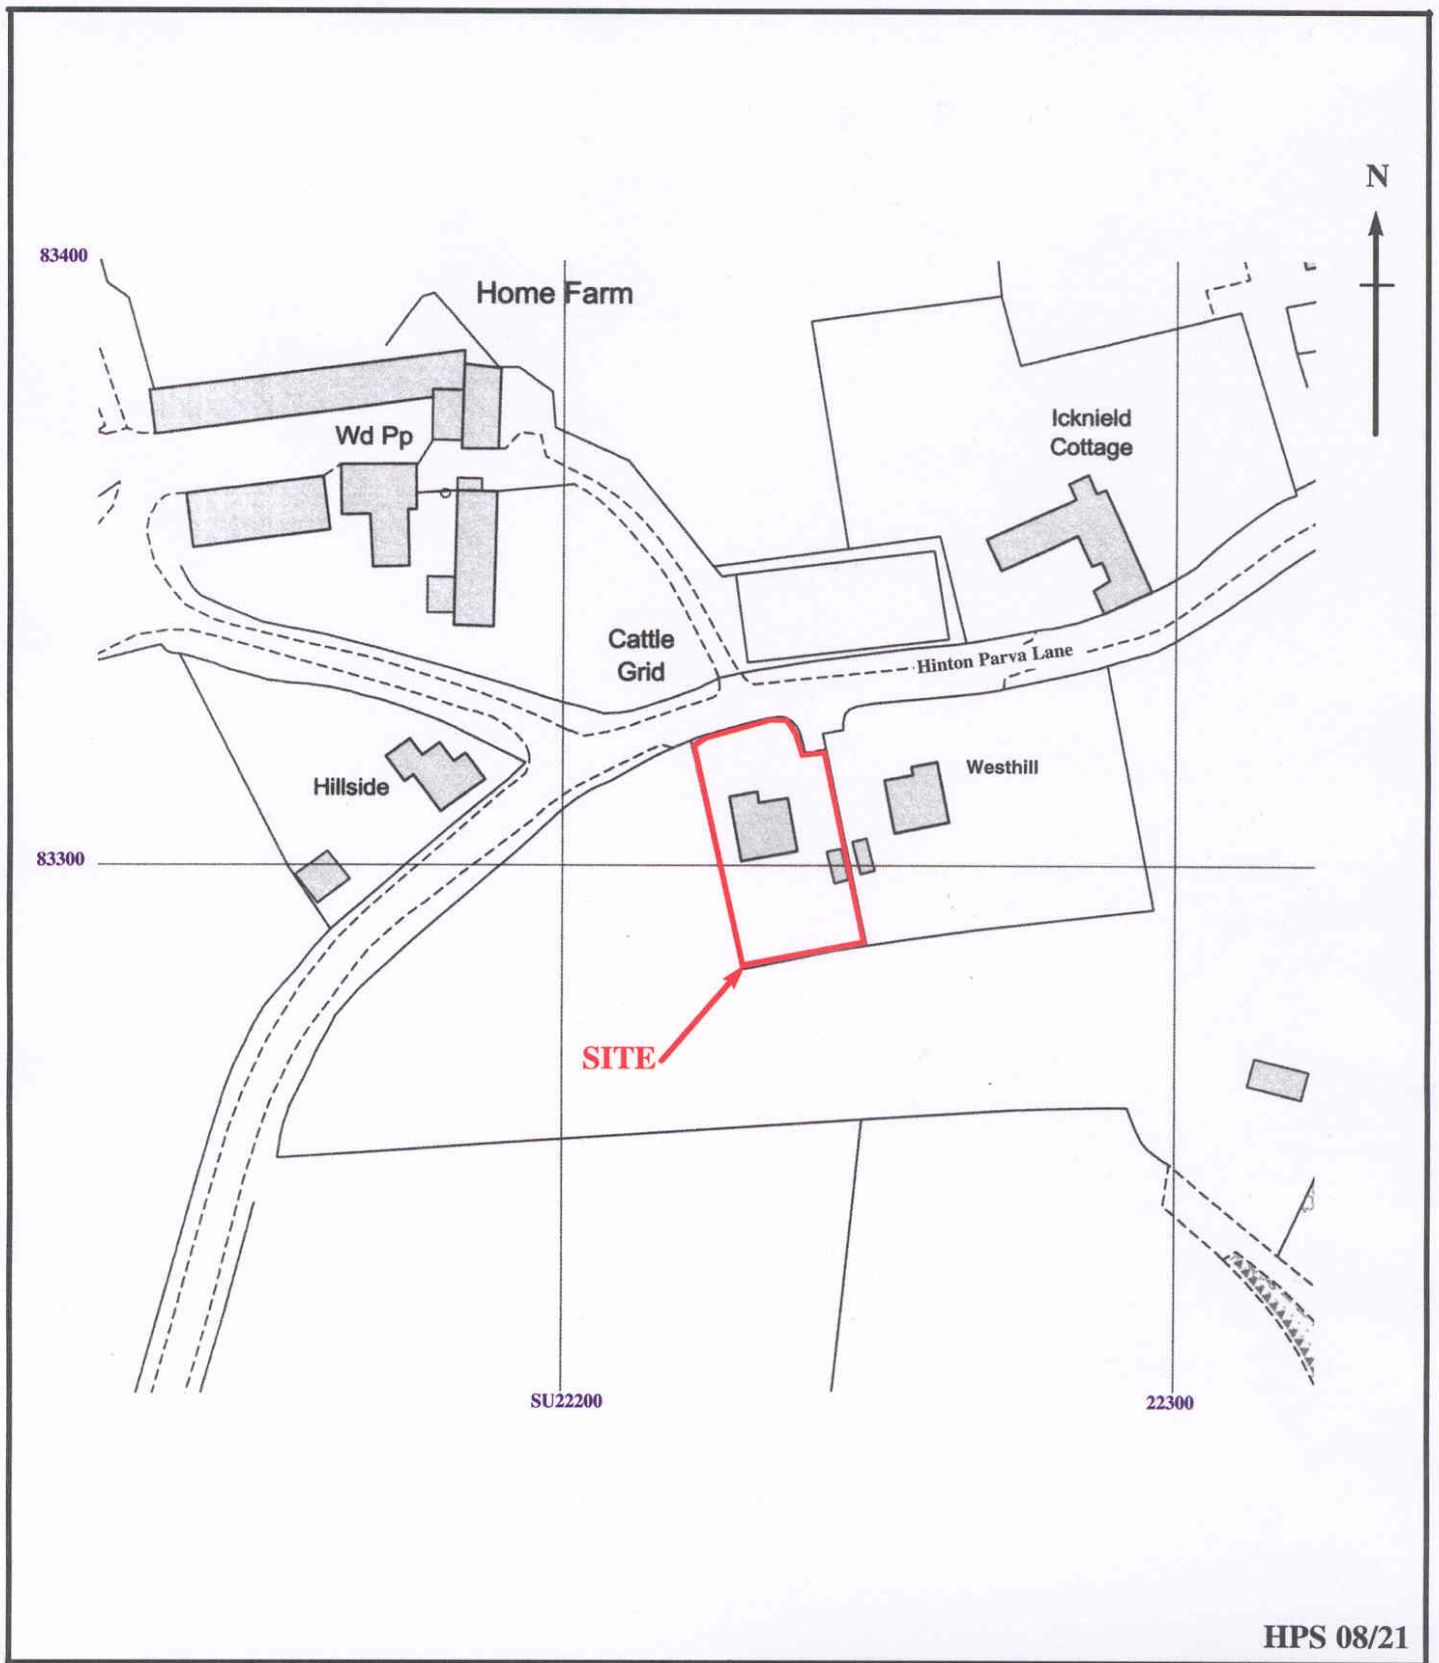 N
83400
Home Farm
Wd Pp
Icknield
Cottage
Cattle
Grid
Hinton Parva Lane
Hillside
Westhill
83300
SITE
SU22200
22300
HPS 08/21